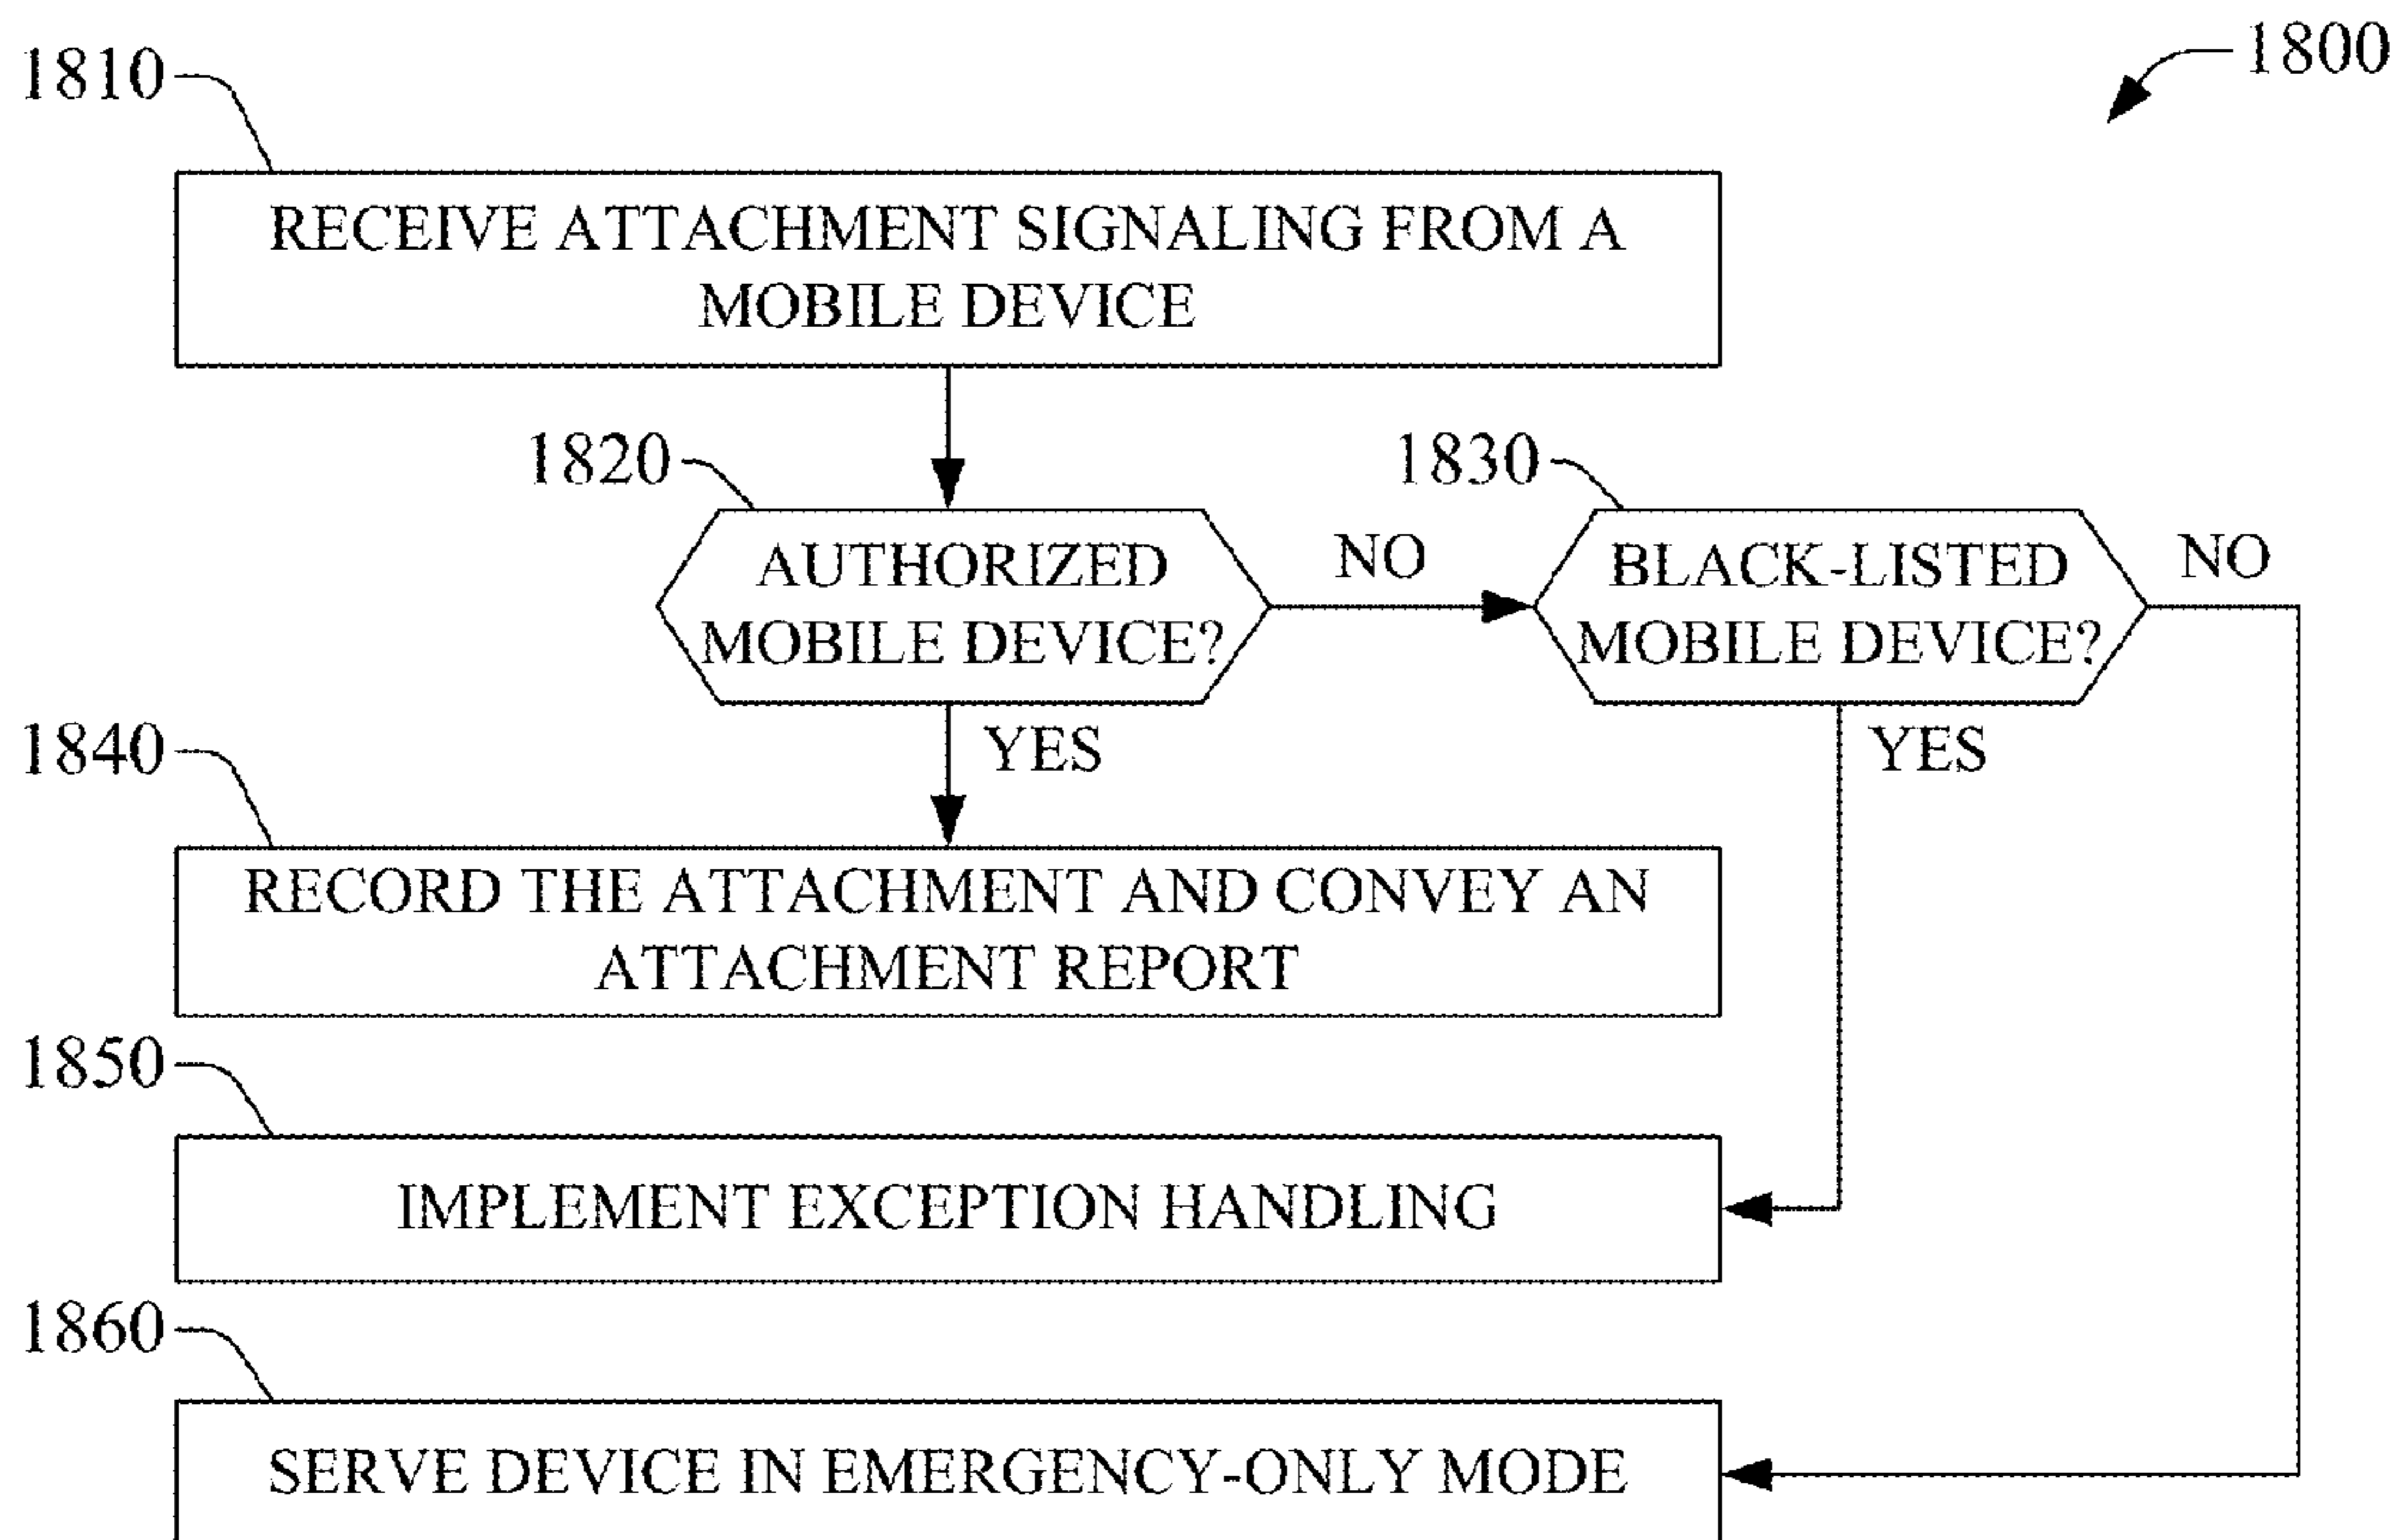 1800
1810
RECEIVE ATTACHMENT SIGNALING FROM A
MOBILE DEVICE
1820
AUTHORIZED
MOBILE DEVICE?
NO
1830
BLACK-LISTED
MOBILE DEVICE?
NO
YES
YES
1840
RECORD THE ATTACHMENT AND CONVEY AN
ATTACHMENT REPORT
1850
IMPLEMENT EXCEPTION HANDLING
1860
SERVE DEVICE IN EMERGENCY-ONLY MODE